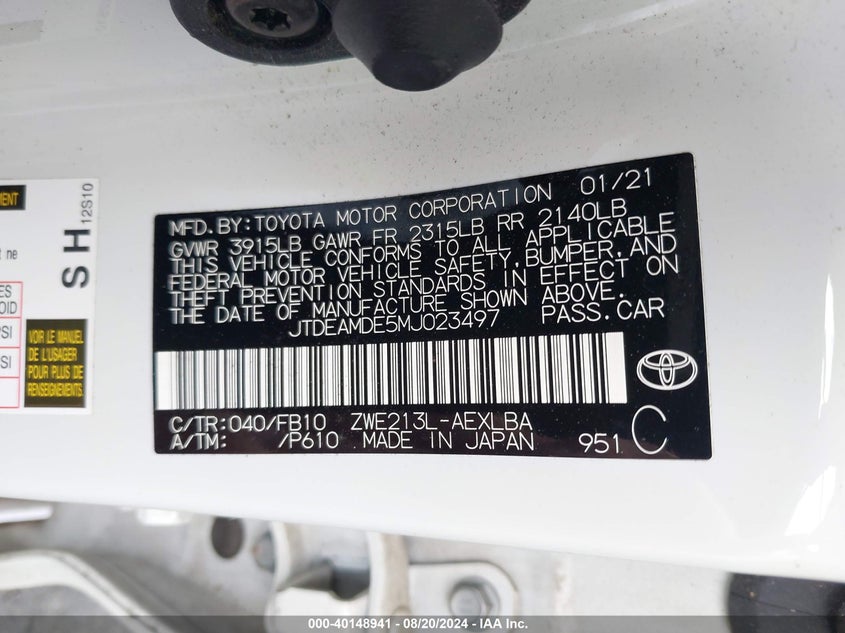 MFD. BY: TOYOTA MOTOR CORPORATION 01/21
GVWR 3915LB GAWR FR 2315LB RR 2140LB
THIS VEHICLE CONFORMS TO ALL APPLICABLE
FEDERAL MOTOR VEHICLE SAFETY, BUMPER, AND
THEFT PREVENTION STANDARDS IN EFFECT ON
THE DATE OF MANUFACTURE SHOWN ABOVE.
JTDEAMDE5MJ023497 PASS.CAR
C/TR:040/FB10 ZWE213L-AEXLBA
A/TM: /P610 MADE IN JAPAN 951 C
SH 12S10
VOIR MANUEL
DE L'USAGER
POUR PLUS DE
RENSEIGNEMENTS.
000-40148941 - 08/20/2024 - IAA Inc.